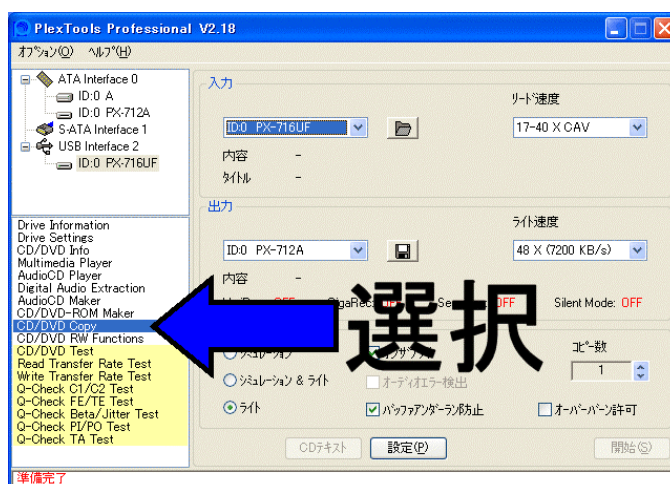 PlexTools Professional V2.18
オプション(O) ヘルプ(H)
ATA Interface 0
ID:0 A
ID:0 PX-712A
S-ATA Interface 1
USB Interface 2
ID:0 PX-716UF
Drive Information
Drive Settings
CD/DVD Info
Multimedia Player
AudioCD Player
Digital Audio Extraction
AudioCD Maker
CD/DVD-ROM Maker
CD/DVD Copy
CD/DVD RW Functions
CD/DVD Test
Read Transfer Rate Test
Write Transfer Rate Test
Q-Check C1/C2 Test
Q-Check FE/TE Test
Q-Check Beta/Jitter Test
Q-Check PI/PO Test
Q-Check TA Test
入力
リード速度
ID:0 PX-716UF
17-40 X CAV
内容 -
タイトル -
出力
ライト速度
ID:0 PX-712A
48 X (7200 KB/s)
内容 -
OFF
Silent Mode: OFF
選択
シミュレーション
コピー数
シミュレーション & ライト
オーディオエラー検出
1
ライト
バッファアンダーラン防止
オーバーバーン許可
CDテキスト
設定(P)
開始(S)
準備完了